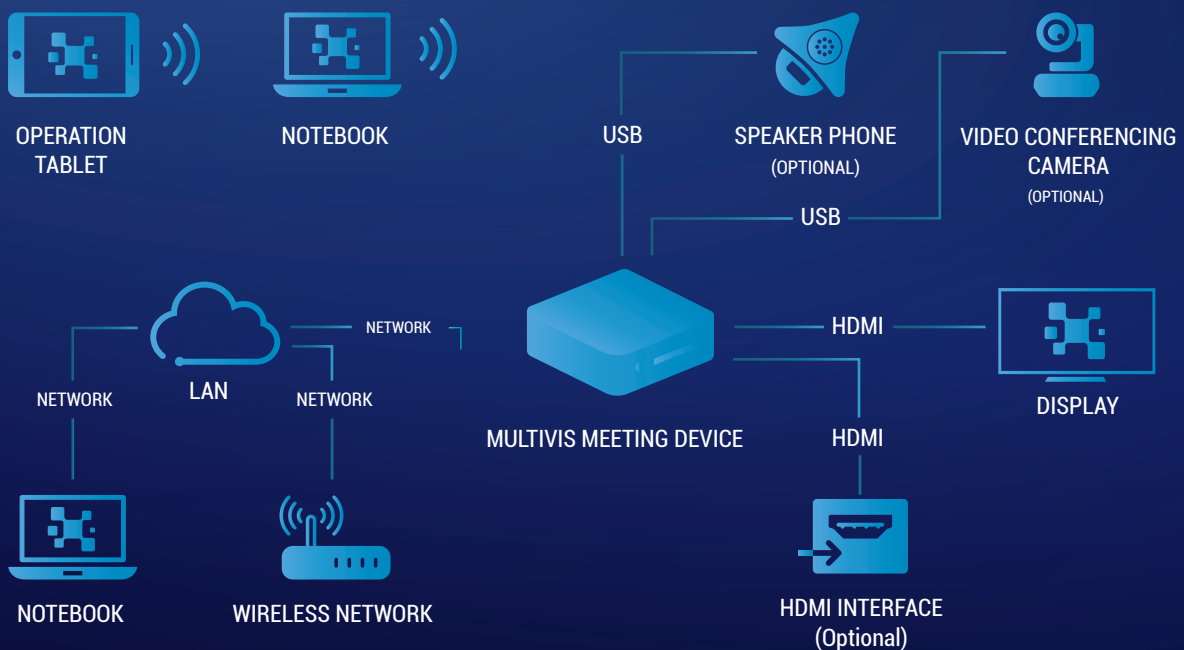 OPERATION
TABLET
NOTEBOOK
USB
SPEAKER PHONE
(OPTIONAL)
VIDEO CONFERENCING
CAMERA
(OPTIONAL)
USB
NETWORK
HDMI
LAN
NETWORK
NETWORK
DISPLAY
MULTIVIS MEETING DEVICE
HDMI
NOTEBOOK
WIRELESS NETWORK
HDMI INTERFACE
(Optional)